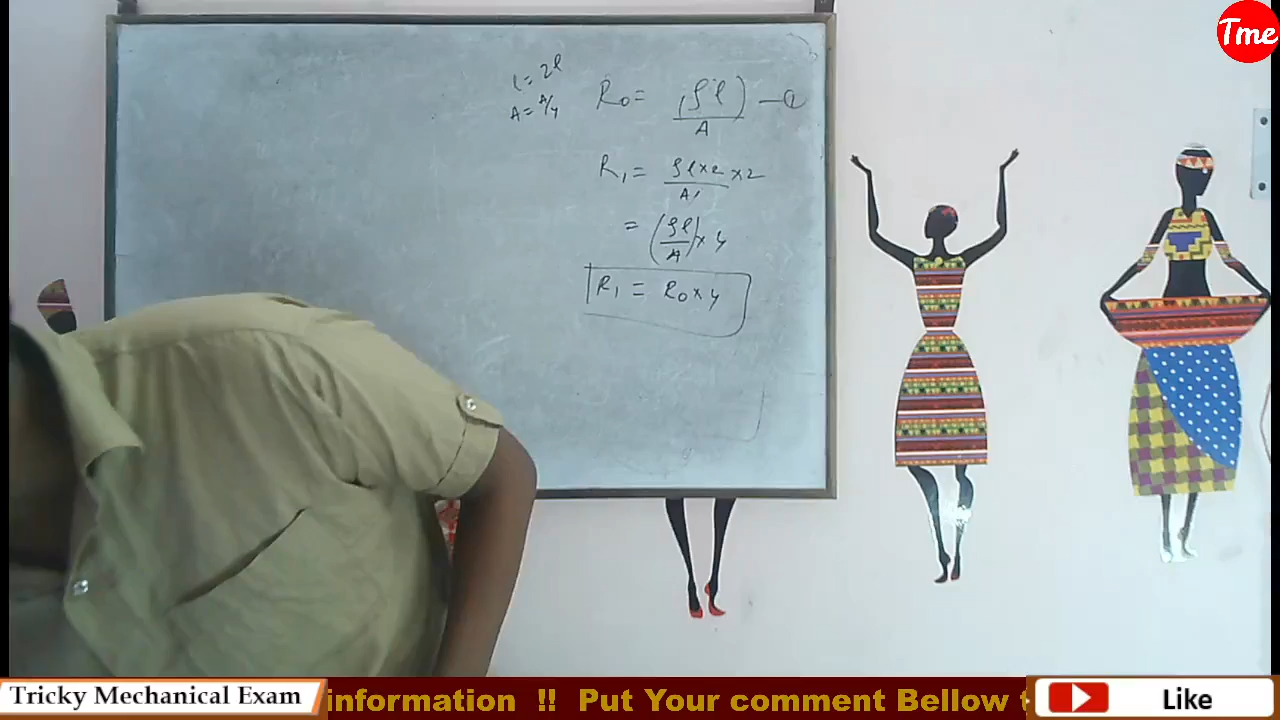 l = 2l
A = A/4
R₀ = (ρl) — ①
A
R₁ = ρl×2 ×2
A
= (ρl/A) × 4
R₁ = R₀ × 4
Tme
Tricky Mechanical Exam
information !! Put Your comment Bellow t
Like